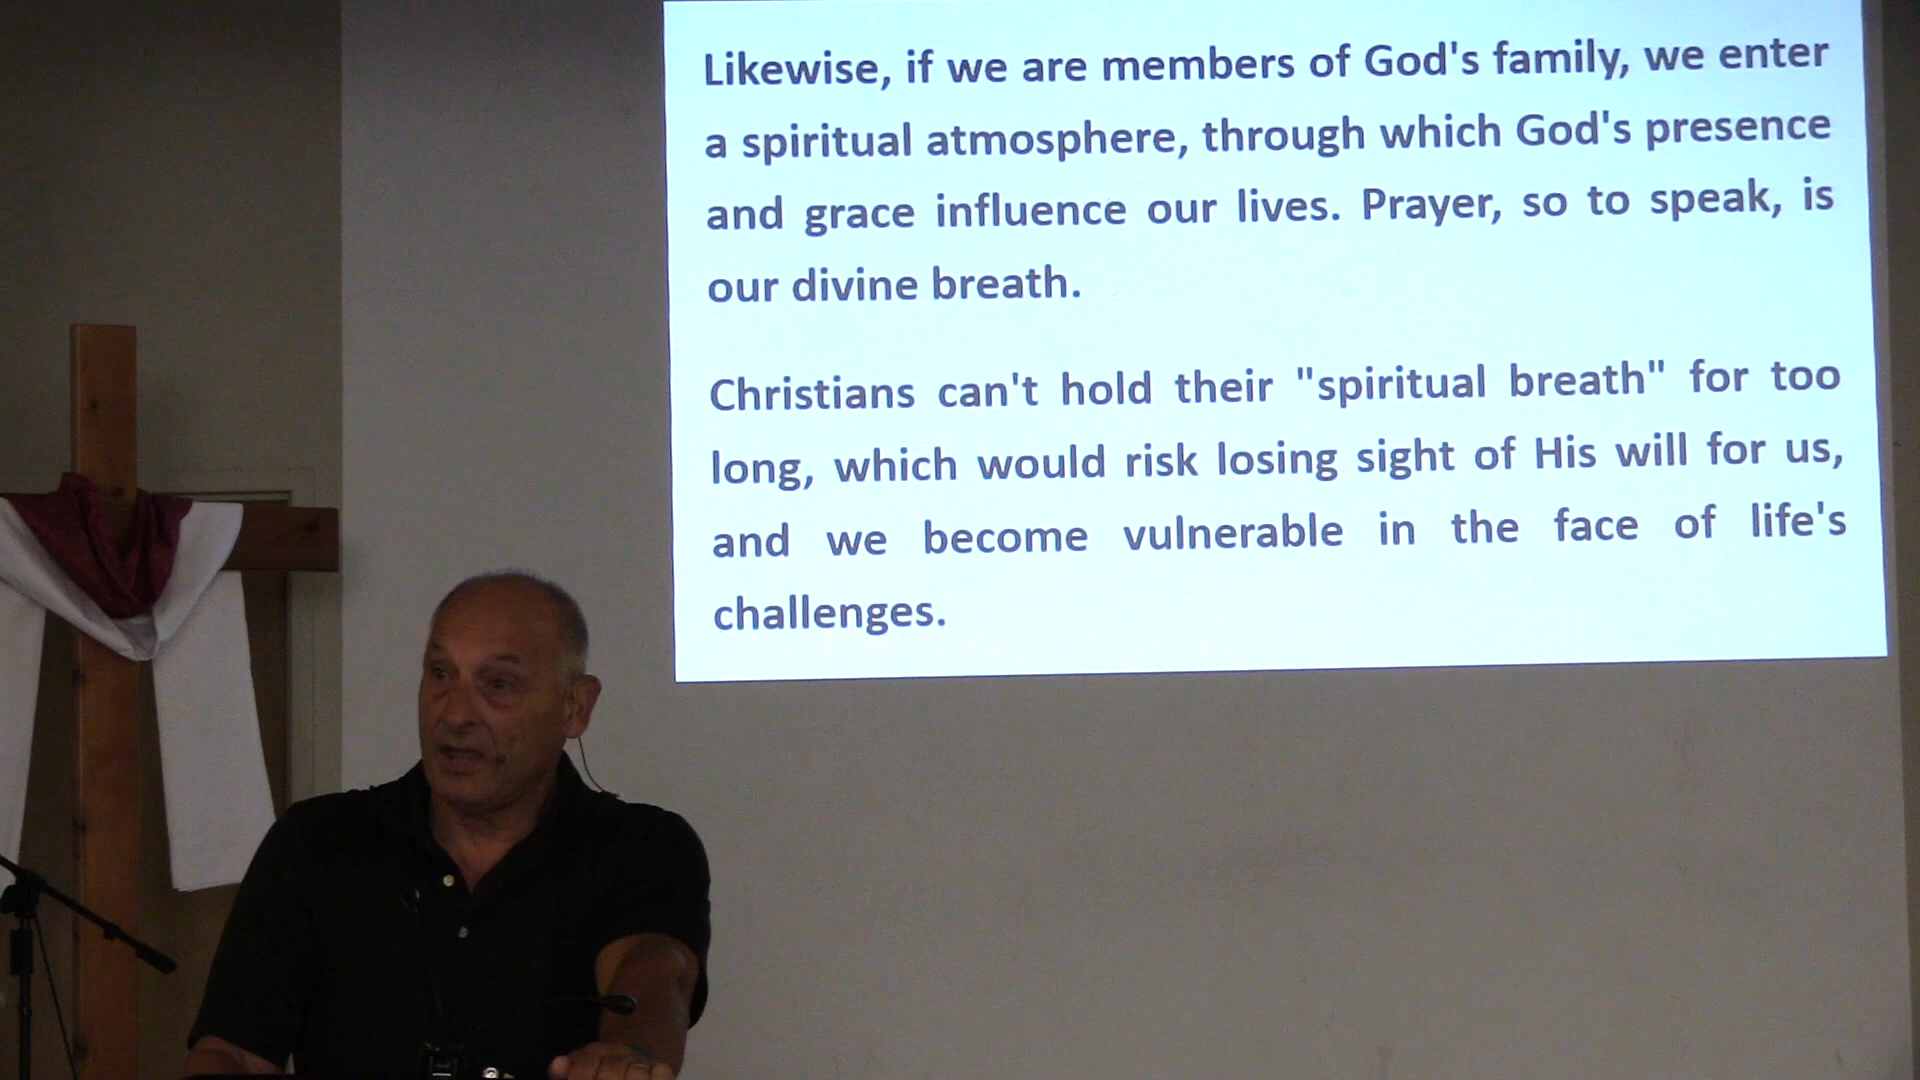 Likewise, if we are members of God's family, we enter
a spiritual atmosphere, through which God's presence
and grace influence our lives. Prayer, so to speak, is
our divine breath.
Christians can't hold their "spiritual breath" for too
long, which would risk losing sight of His will for us,
and we become vulnerable in the face of life's
challenges.